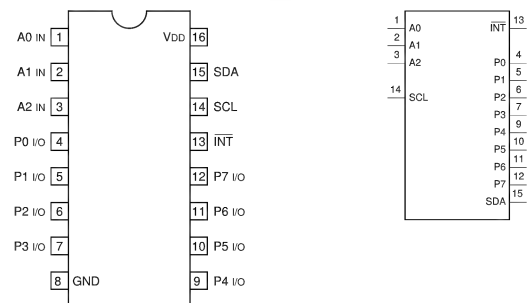 A0 IN 1
VDD 16
A1 IN 2
15 SDA
A2 IN 3
14 SCL
P0 I/O 4
13 INT
P1 I/O 5
12 P7 I/O
P2 I/O 6
11 P6 I/O
P3 I/O 7
10 P5 I/O
8 GND
9 P4 I/O
1 A0
INT 13
2 A1
3 A2
P0 4
P1 5
14 SCL
P2 6
P3 7
P4 9
P5 10
P6 11
P7 12
SDA 15